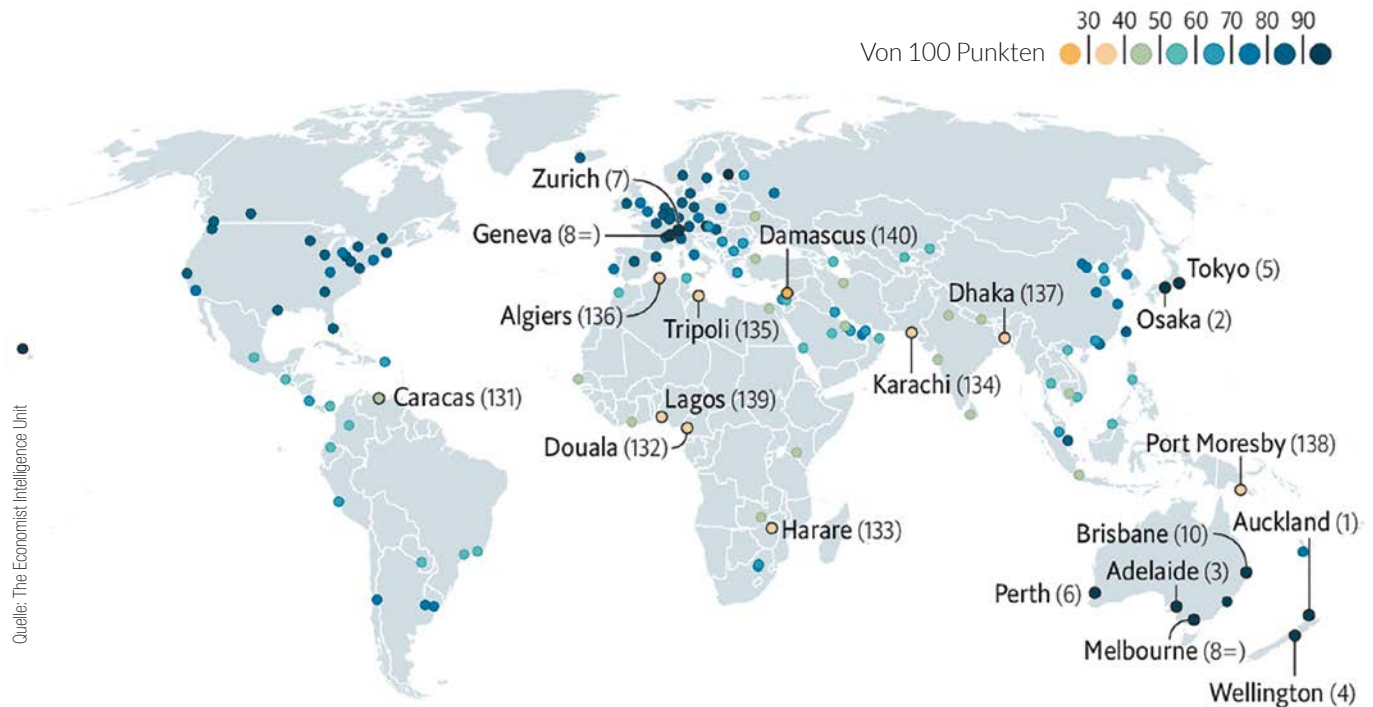 30 40 50 60 70 80 90
Von 100 Punkten
Zurich (7)
Geneva (8=)
Damascus (140)
Tokyo (5)
Algiers (136)
Tripoli (135)
Dhaka (137)
Osaka (2)
Karachi (134)
Caracas (131)
Lagos (139)
Douala (132)
Port Moresby (138)
Harare (133)
Auckland (1)
Brisbane (10)
Adelaide (3)
Perth (6)
Melbourne (8=)
Wellington (4)
Quelle: The Economist Intelligence Unit